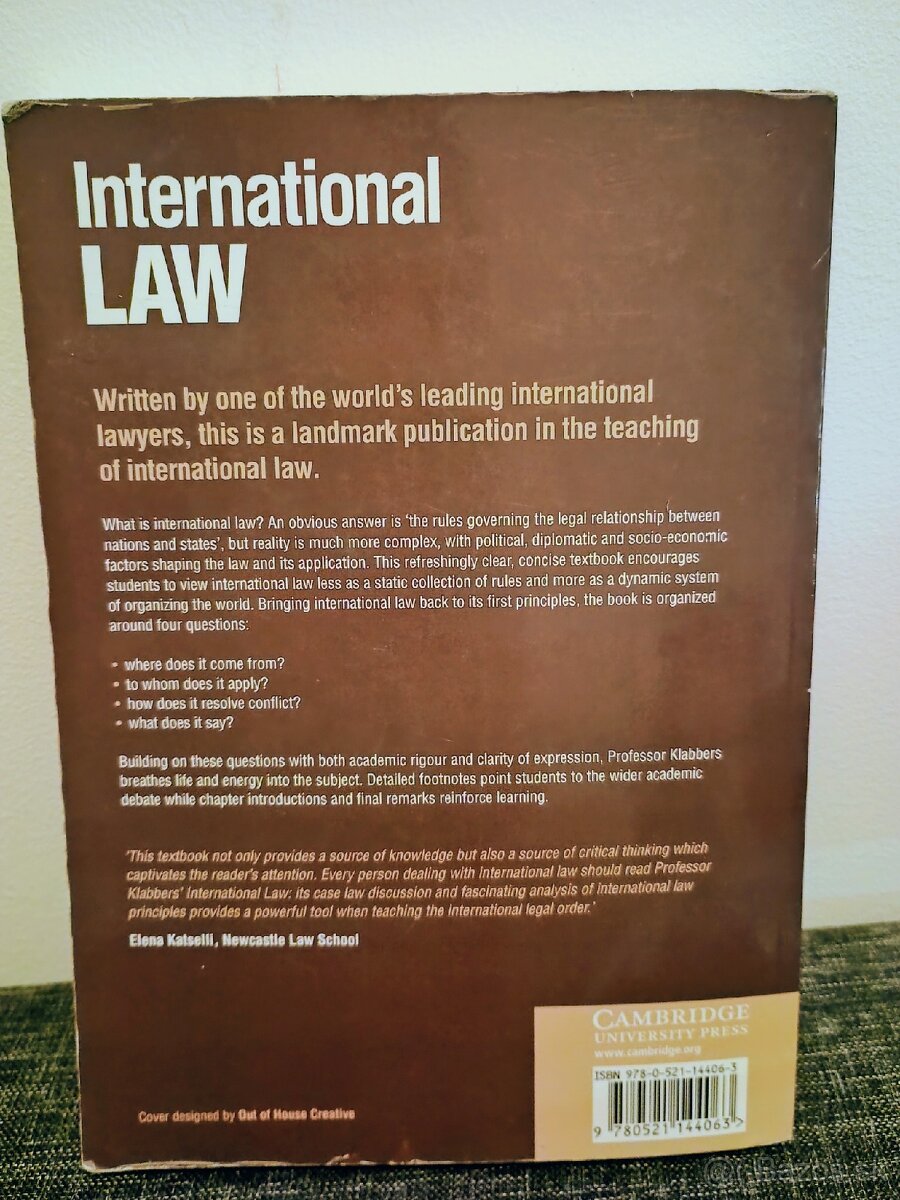 International
LAW
Written by one of the world's leading international
lawyers, this is a landmark publication in the teaching
of international law.
What is international law? An obvious answer is 'the rules governing the legal relationship between
nations and states', but reality is much more complex, with political, diplomatic and socio-economic
factors shaping the law and its application. This refreshingly clear, concise textbook encourages
students to view international law less as a static collection of rules and more as a dynamic system
of organizing the world. Bringing international law back to its first principles, the book is organized
around four questions:
• where does it come from?
• to whom does it apply?
• how does it resolve conflict?
• what does it say?
Building on these questions with both academic rigour and clarity of expression, Professor Klabbers
breathes life and energy into the subject. Detailed footnotes point students to the wider academic
debate while chapter introductions and final remarks reinforce learning.
'This textbook not only provides a source of knowledge but also a source of critical thinking which
captivates the reader's attention. Every person dealing with international law should read Professor
Klabbers' International Law: its case law discussion and fascinating analysis of international law
principles provides a powerful tool when teaching the international legal order.'
Elena Katselli, Newcastle Law School
CAMBRIDGE
UNIVERSITY PRESS
www.cambridge.org
ISBN 978-0-521-14406-3
9 780521 144063 >
Cover designed by Out of House Creative